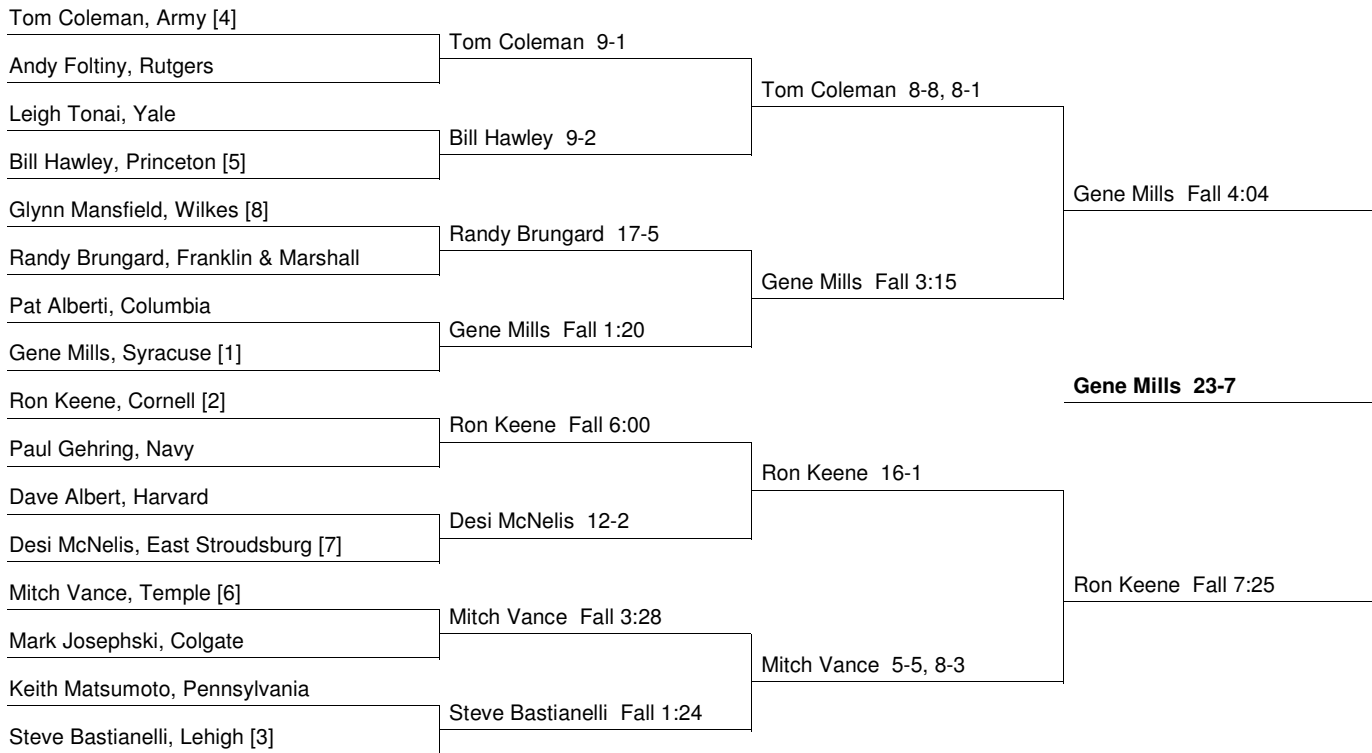 Tom Coleman, Army [4]
Andy Foltiny, Rutgers
Leigh Tonai, Yale
Bill Hawley, Princeton [5]
Glynn Mansfield, Wilkes [8]
Randy Brungard, Franklin & Marshall
Pat Alberti, Columbia
Gene Mills, Syracuse [1]
Ron Keene, Cornell [2]
Paul Gehring, Navy
Dave Albert, Harvard
Desi McNelis, East Stroudsburg [7]
Mitch Vance, Temple [6]
Mark Josephski, Colgate
Keith Matsumoto, Pennsylvania
Steve Bastianelli, Lehigh [3]
Tom Coleman 9-1
Bill Hawley 9-2
Randy Brungard 17-5
Gene Mills Fall 1:20
Ron Keene Fall 6:00
Desi McNelis 12-2
Mitch Vance Fall 3:28
Steve Bastianelli Fall 1:24
Tom Coleman 8-8, 8-1
Gene Mills Fall 3:15
Ron Keene 16-1
Mitch Vance 5-5, 8-3
Gene Mills Fall 4:04
Ron Keene Fall 7:25
Gene Mills 23-7